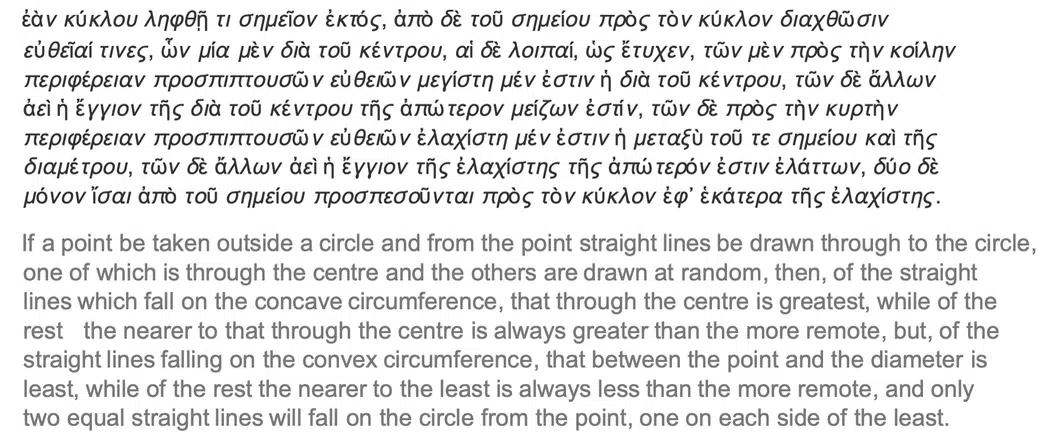 ἐὰν κύκλου ληφθῇ τι σημεῖον ἐκτός, ἀπὸ δὲ τοῦ σημείου πρὸς τὸν κύκλον διαχθῶσιν
εὐθεῖαί τινες, ὧν μία μὲν διὰ τοῦ κέντρου, αἱ δὲ λοιπαί, ὡς ἔτυχεν, τῶν μὲν πρὸς τὴν κοίλην
περιφέρειαν προσπιπτουσῶν εὐθειῶν μεγίστη μέν ἐστιν ἡ διὰ τοῦ κέντρου, τῶν δὲ ἄλλων
ἀεὶ ἡ ἔγγιον τῆς διὰ τοῦ κέντρου τῆς ἀπώτερον μείζων ἐστίν, τῶν δὲ πρὸς τὴν κυρτὴν
περιφέρειαν προσπιπτουσῶν εὐθειῶν ἐλαχίστη μέν ἐστιν ἡ μεταξὺ τοῦ τε σημείου καὶ τῆς
διαμέτρου, τῶν δὲ ἄλλων ἀεὶ ἡ ἔγγιον τῆς ἐλαχίστης τῆς ἀπώτερόν ἐστιν ἐλάττων, δύο δὲ
μόνον ἴσαι ἀπὸ τοῦ σημείου προσπεσοῦνται πρὸς τὸν κύκλον ἐφ᾽ ἑκάτερα τῆς ἐλαχίστης.
If a point be taken outside a circle and from the point straight lines be drawn through to the circle,
one of which is through the centre and the others are drawn at random, then, of the straight
lines which fall on the concave circumference, that through the centre is greatest, while of the
rest the nearer to that through the centre is always greater than the more remote, but, of the
straight lines falling on the convex circumference, that between the point and the diameter is
least, while of the rest the nearer to the least is always less than the more remote, and only
two equal straight lines will fall on the circle from the point, one on each side of the least.